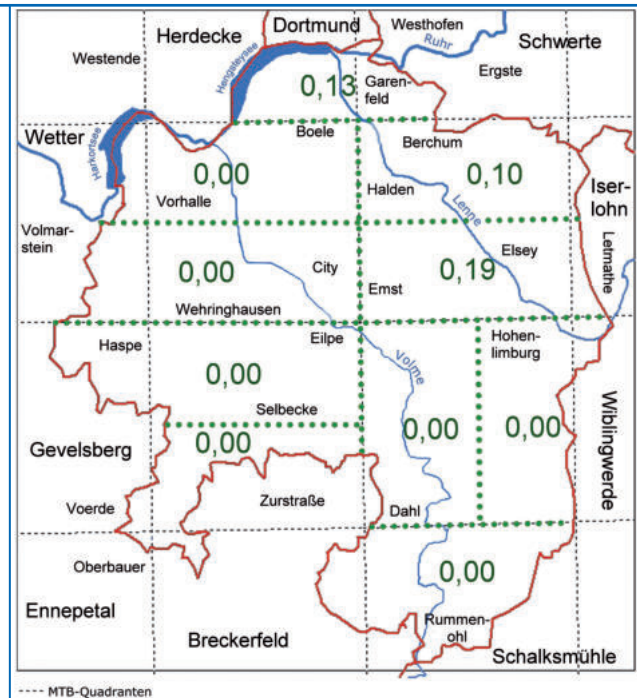 Herdecke
Dortmund
Westhofen
Ruhr
Schwerte
Westende
Hengsteysee
0,13
Garen-
feld
Ergste
Wetter
Harkortsee
Boele
Berchum
0,00
0,10
Iser-
lohn
Vorhalle
Halden
Lenne
Volmar-
stein
Elsey
Letmathe
0,00
City
0,19
Emst
Wehringhausen
Haspe
Eilpe
Hohen-
limburg
Volme
0,00
Selbecke
0,00
0,00
0,00
Wiblingwerde
Gevelsberg
Voerde
Zurstraße
Dahl
Oberbauer
0,00
Ennepetal
Breckerfeld
Rummen-
ohl
Schalksmühle
---- MTB-Quadranten